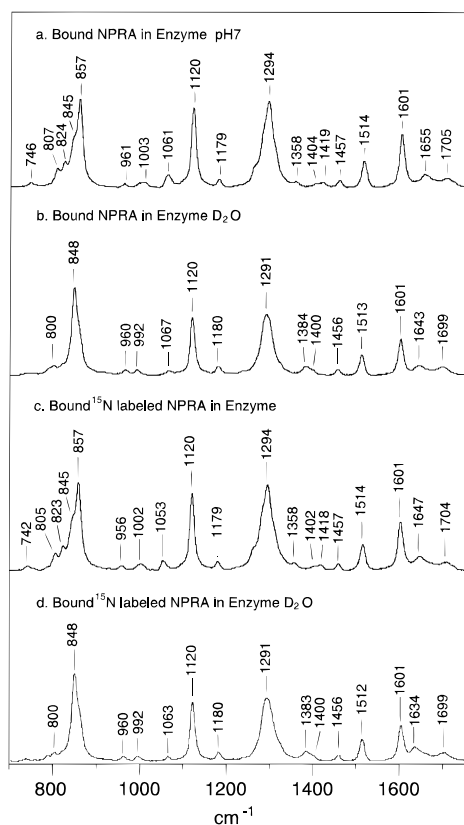 a. Bound NPRA in Enzyme pH7
746 807 824 845 857 961 1003 1061 1120 1179 1294 1358 1404 1419 1457 1514 1601 1655 1705
b. Bound NPRA in Enzyme D₂O
800 848 960 992 1067 1120 1180 1291 1384 1400 1456 1513 1601 1643 1699
c. Bound ¹⁵N labeled NPRA in Enzyme
742 805 823 845 857 956 1002 1053 1120 1179 1294 1358 1402 1418 1457 1514 1601 1647 1704
d. Bound ¹⁵N labeled NPRA in Enzyme D₂O
800 848 960 992 1063 1120 1180 1291 1383 1400 1456 1512 1601 1634 1699
800 1000 1200 1400 1600
cm⁻¹